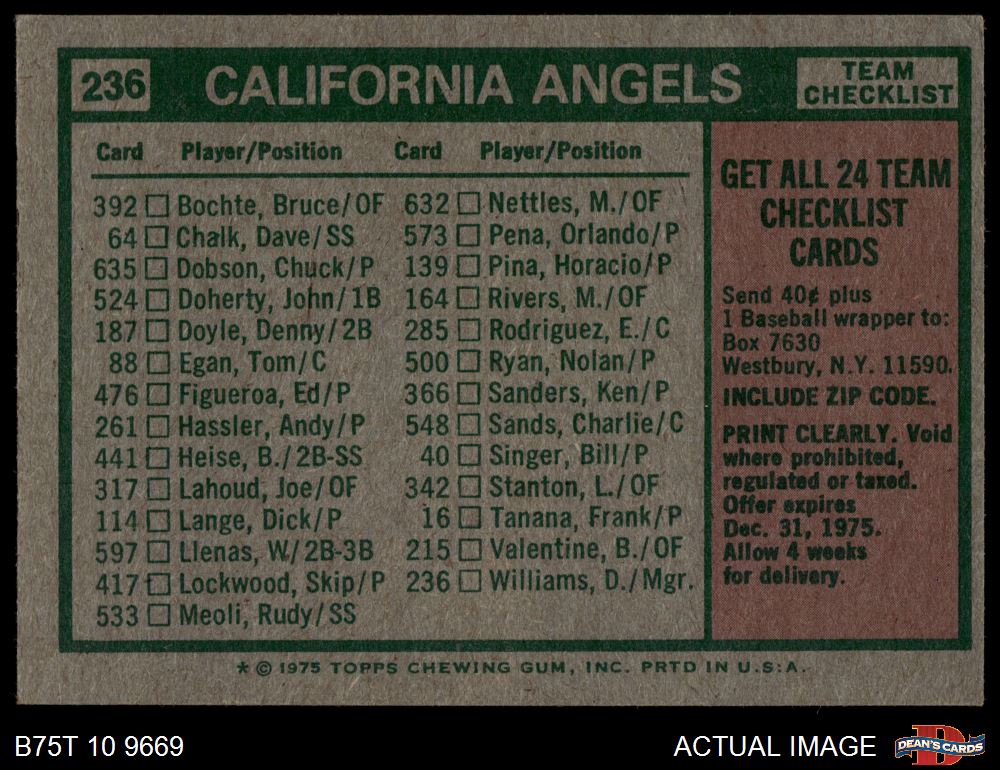 236
CALIFORNIA ANGELS
TEAM
CHECKLIST
Card Player/Position Card Player/Position
392 Bochte, Bruce/OF 632 Nettles, M./OF
64 Chalk, Dave/SS 573 Pena, Orlando/P
635 Dobson, Chuck/P 139 Pina, Horacio/P
524 Doherty, John/1B 164 Rivers, M./OF
187 Doyle, Denny/2B 285 Rodriguez, E./C
88 Egan, Tom/C 500 Ryan, Nolan/P
476 Figueroa, Ed/P 366 Sanders, Ken/P
261 Hassler, Andy/P 548 Sands, Charlie/C
441 Heise, B./2B-SS 40 Singer, Bill/P
317 Lahoud, Joe/OF 342 Stanton, L./OF
114 Lange, Dick/P 16 Tanana, Frank/P
597 Llenas, W/2B-3B 215 Valentine, B./OF
417 Lockwood, Skip/P 236 Williams, D./Mgr.
533 Meoli, Rudy/SS
GET ALL 24 TEAM
CHECKLIST
CARDS
Send 40¢ plus
1 Baseball wrapper to:
Box 7630
Westbury, N.Y. 11590.
INCLUDE ZIP CODE.
PRINT CLEARLY. Void
where prohibited,
regulated or taxed.
Offer expires
Dec. 31, 1975.
Allow 4 weeks
for delivery.
* © 1975 TOPPS CHEWING GUM, INC. PRTD IN U.S.A.
B75T 10 9669
ACTUAL IMAGE
DEAN'S CARDS